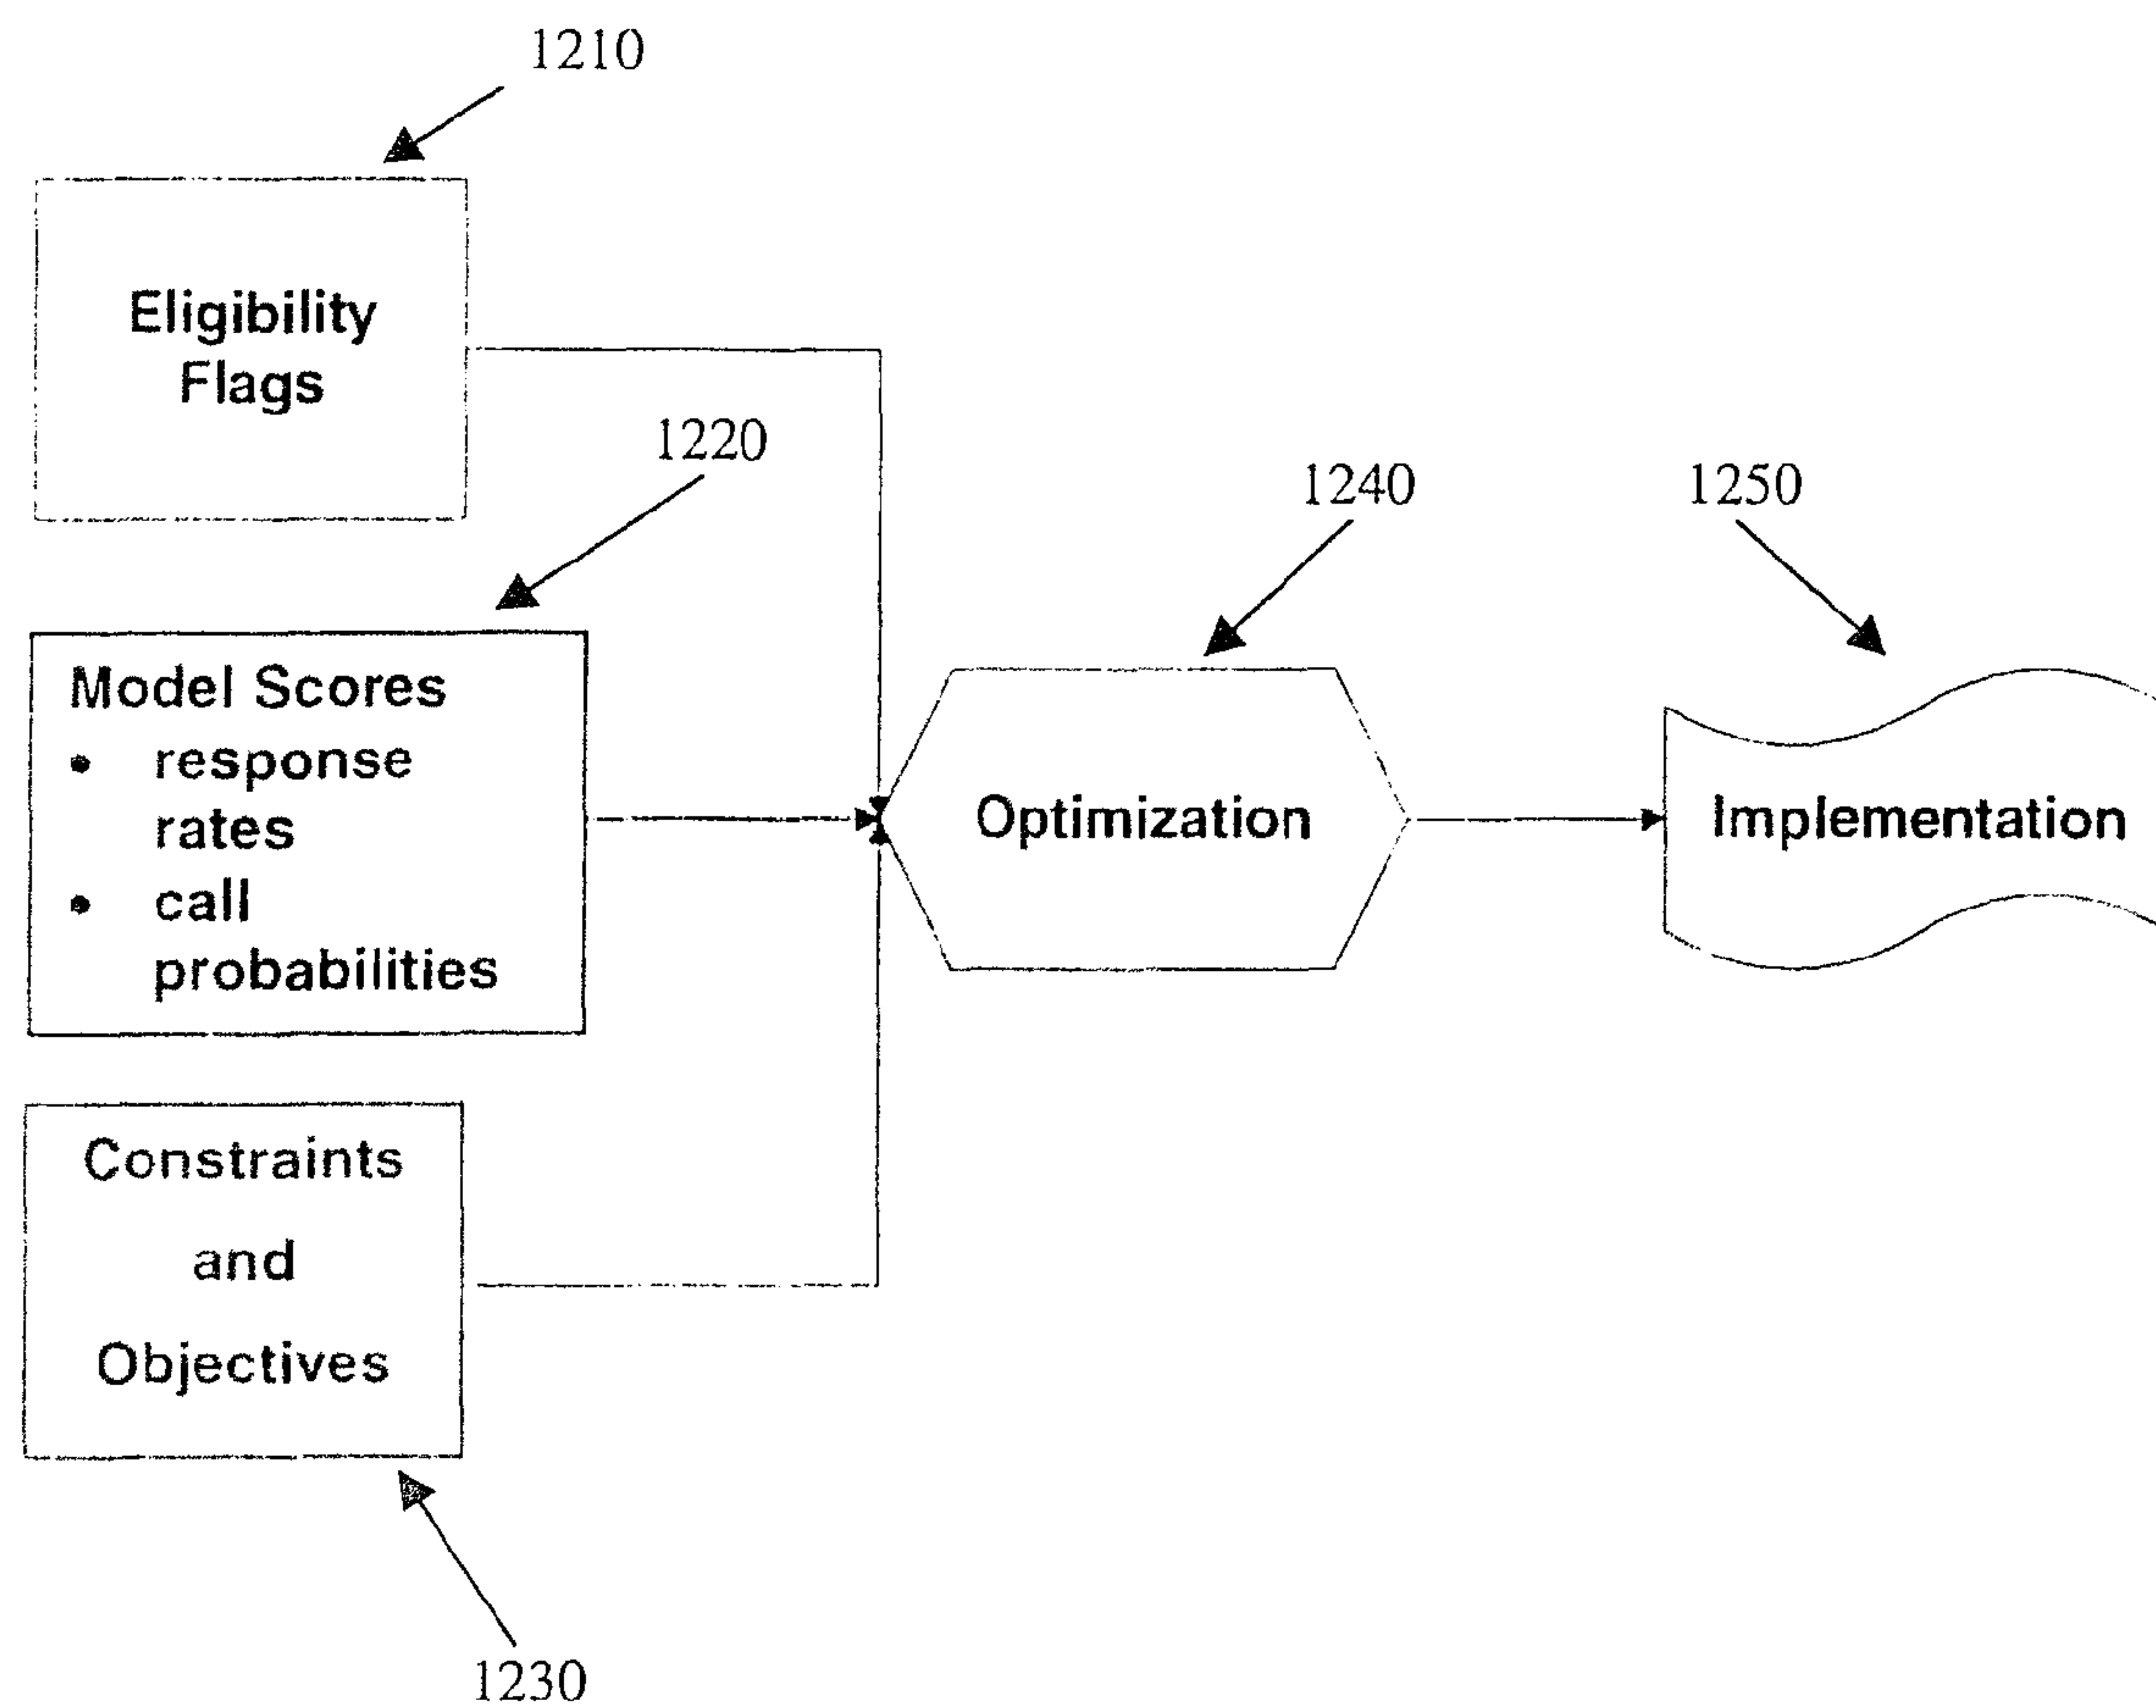 1210
Eligibility
Flags
1220
1240
1250
Model Scores
• response
rates
• call
probabilities
Optimization
Implementation
Constraints
and
Objectives
1230